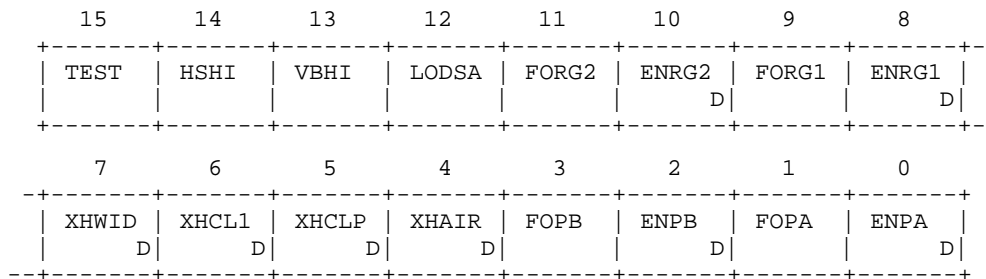 15 14 13 12 11 10 9 8
+-------+-------+-------+-------+-------+-------+-------+-------+-
| TEST | HSHI | VBHI | LODSA | FORG2 | ENRG2 | FORG1 | ENRG1 |
| | | | | | D| | D|
+-------+-------+-------+-------+-------+-------+-------+-------+-
7 6 5 4 3 2 1 0
-+-------+-------+-------+-------+-------+-------+-------+-------+
| XHWID | XHCL1 | XHCLP | XHAIR | FOPB | ENPB | FOPA | ENPA |
| D| D| D| D| | D| | D|
--+-------+-------+-------+-------+-------+-------+-------+-------+